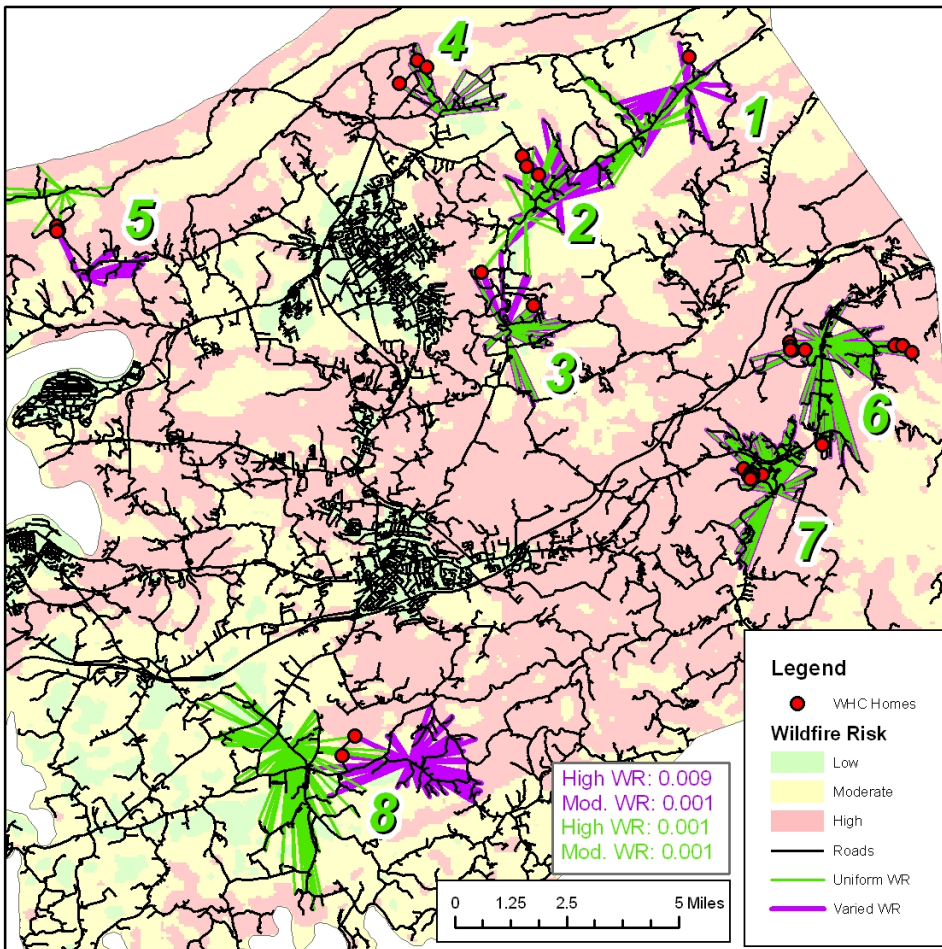 4
1
5
2
3
6
7
8
High WR: 0.009
Mod. WR: 0.001
High WR: 0.001
Mod. WR: 0.001
0 1.25 2.5 5 Miles
Legend
WHC Homes
Wildfire Risk
Low
Moderate
High
Roads
Uniform WR
Varied WR